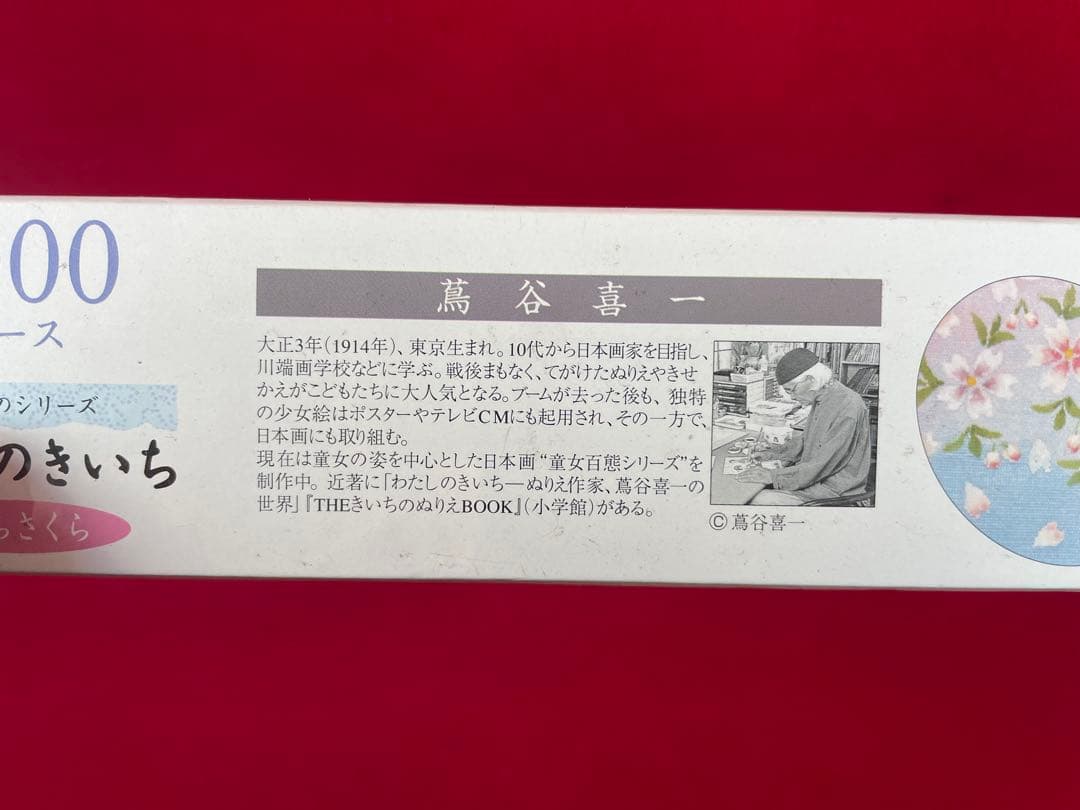 00
ース
のシリーズ
のきいち
さくら
蔦谷喜一
大正3年(1914年)、東京生まれ。10代から日本画家を目指し、
川端画学校などに学ぶ。戦後まもなく、てがけたぬりえやきせ
かえがこどもたちに大人気となる。ブームが去った後も、独特
の少女絵はポスターやテレビCMにも起用され、その一方で、
日本画にも取り組む。
現在は童女の姿を中心とした日本画“童女百態シリーズ”を
制作中。近著に「わたしのきいち—ぬりえ作家、蔦谷喜一の
世界」『THEきいちのぬりえBOOK』(小学館)がある。
©蔦谷喜一